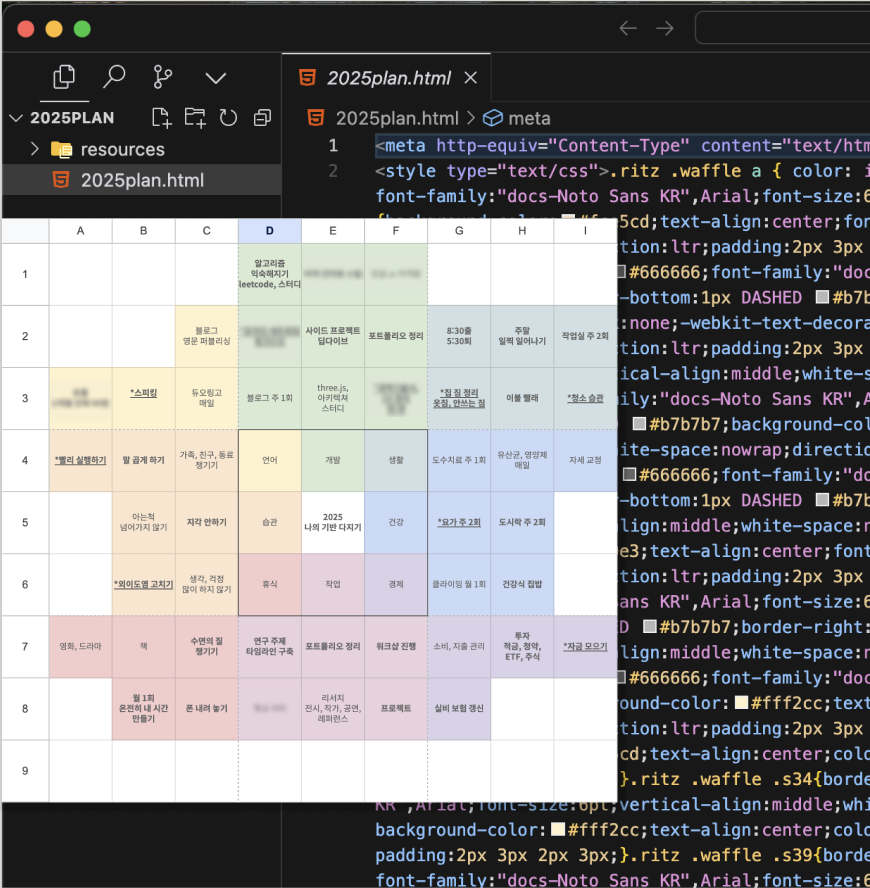 2025plan.html
2025PLAN
resources
2025plan.html
2025plan.html > meta
1 <meta http-equiv="Content-Type" content="text/htm
2 <style type="text/css">.ritz .waffle a { color: i
font-family:"docs-Noto Sans KR",Arial;font-size:6
5cd;text-align:center;fon
tion:ltr;padding:2px 3px
#666666;font-family:"doc
-bottom:1px DASHED #b7b
:none;-webkit-text-decora
tion:ltr;padding:2px 3px
ical-align:middle;white-s
ily:"docs-Noto Sans KR",A
#b7b7b7;background-col
ite-space:nowrap;directio
#666666;font-family:"d
-bottom:1px DASHED #b7b
lign:middle;white-space:n
e3;text-align:center;font
tion:ltr;padding:2px 3px
ans KR",Arial;font-size:6
D #b7b7b7;border-right:
lign:middle;white-space:n
#666666;font-family:"doc
round-color:#fff2cc;text
tion:ltr;padding:2px 3px
cd;text-align:center;colo
}.ritz .waffle .s34{borde
KR",Arial;font-size:6pt;vertical-align:middle;whi
background-color:#fff2cc;text-align:center;colo
padding:2px 3px 2px 3px;}.ritz .waffle .s39{borde
font-family:"docs-Noto Sans KR",Arial;font-size:6
A B C D E F G H I
1
알고리즘
익숙해지기
leetcode, 스터디
2
블로그
영문 퍼블리싱
사이드 프로젝트
딥다이브
포트폴리오 정리
8:30출
5:30퇴
주말
일찍 일어나기
작업실 주 2회
3
*스피킹
듀오링고
매일
블로그 주 1회
three.js,
아키텍쳐
스터디
*집 짐 정리
옷짐, 안쓰는 짐
이불 빨래
*청소 습관
4
*빨리 실행하기
말 곱게 하기
가족, 친구, 동료
챙기기
언어
개발
생활
도수치료 주 1회
유산균, 영양제
매일
자세 교정
5
아는척
넘어가지 않기
지각 안하기
습관
2025
나의 기반 다지기
건강
*요가 주 2회
도시락 주 2회
6
*외이도염 고치기
생각, 걱정
많이 하지 않기
휴식
작업
경제
클라이밍 월 1회
건강식 집밥
7
영화, 드라마
책
수면의 질
챙기기
연구 주제
타임라인 구축
포트폴리오 정리
워크샵 진행
소비, 지출 관리
투자
적금, 청약,
ETF, 주식
*자금 모으기
8
월 1회
온전히 내 시간
만들기
폰 내려 놓기
리서치
전시, 작가, 공연,
레퍼런스
프로젝트
실비 보험 갱신
9